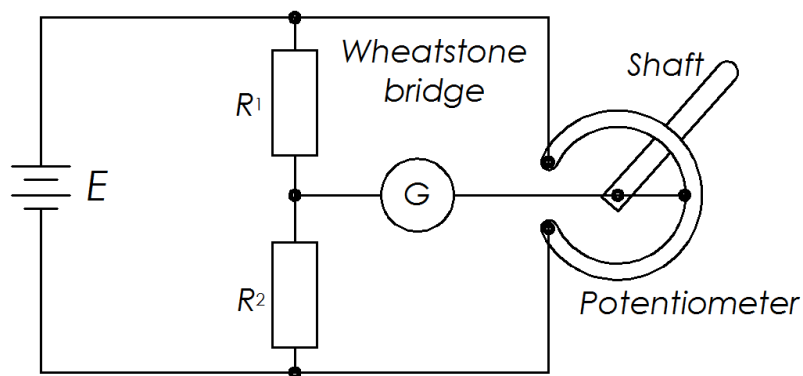 Wheatstone
bridge
Shaft
R1
E
G
R2
Potentiometer